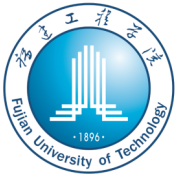 福建工程学院
·1896·
Fujian University of Technology